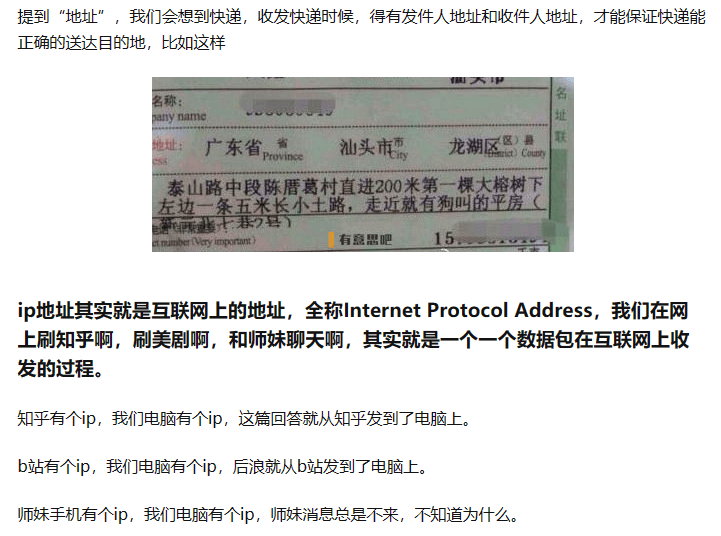 提到“地址”，我们会想到快递，收发快递时候，得有发件人地址和收件人地址，才能保证快递能
正确的送达目的地，比如这样
名称：
pany name
名
址
联
地址：
广东省 省 Province 汕头市 市 City 龙湖区 （区）县 (District) County
泰山路中段陈厝葛村直进200米第一棵大榕树下
左边一条五米长小土路，走近就有狗叫的平房（
ct number (Very important)
有意思吧
ip地址其实就是互联网上的地址，全称Internet Protocol Address，我们在网
上刷知乎啊，刷美剧啊，和师妹聊天啊，其实就是一个一个数据包在互联网上收
发的过程。
知乎有个ip，我们电脑有个ip，这篇回答就从知乎发到了电脑上。
b站有个ip，我们电脑有个ip，后浪就从b站发到了电脑上。
师妹手机有个ip，我们电脑有个ip，师妹消息总是不来，不知道为什么。